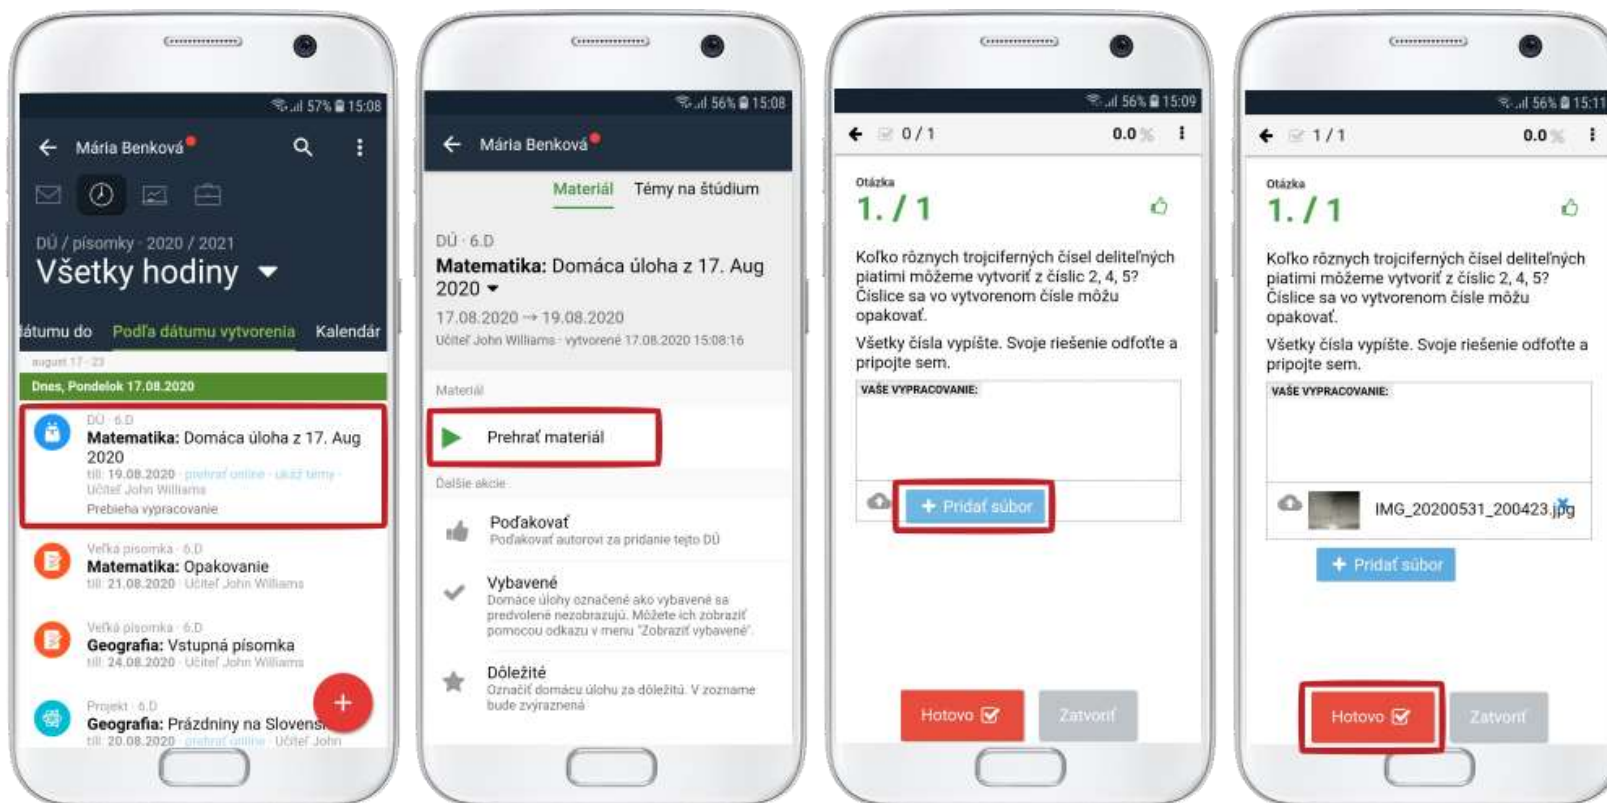 57% 15:08
Mária Benková
DÚ / písomky · 2020 / 2021
Všetky hodiny
dátumu do Podľa dátumu vytvorenia Kalendár
august 17 - 23
Dnes, Pondelok 17.08.2020
DÚ · 6.D
Matematika: Domáca úloha z 17. Aug
2020
till: 19.08.2020 · prehrať online · ukáž témy ·
Učiteľ John Williams
Prebieha vypracovanie
Veľká písomka · 6.D
Matematika: Opakovanie
till: 21.08.2020 · Učiteľ John Williams
Veľká písomka · 6.D
Geografia: Vstupná písomka
till: 24.08.2020 · Učiteľ John Williams
Projekt · 6.D
Geografia: Prázdniny na Slovens
till: 20.08.2020 · prehrať online · Učiteľ John
56% 15:08
Mária Benková
Materiál Témy na štúdium
DÚ · 6.D
Matematika: Domáca úloha z 17. Aug
2020
17.08.2020 → 19.08.2020
Učiteľ John Williams · vytvorené 17.08.2020 15:08:16
Materiál
Prehrať materiál
Ďalšie akcie
Poďakovať
Poďakovať autorovi za pridanie tejto DÚ
Vybavené
Domáce úlohy označené ako vybavené sa
predvolené nezobrazujú. Môžete ich zobraziť
pomocou odkazu v menu "Zobraziť vybavené".
Dôležité
Označiť domácu úlohu za dôležitú. V zozname
bude zvýraznená
56% 15:09
0 / 1 0.0 %
Otázka
1. / 1
Koľko rôznych trojciferných čísel deliteľných
piatimi môžeme vytvoriť z číslic 2, 4, 5?
Číslice sa vo vytvorenom čísle môžu
opakovať.
Všetky čísla vypíšte. Svoje riešenie odfoťte a
pripojte sem.
VAŠE VYPRACOVANIE:
+ Pridať súbor
Hotovo Zatvoriť
56% 15:11
1 / 1 0.0 %
Otázka
1. / 1
Koľko rôznych trojciferných čísel deliteľných
piatimi môžeme vytvoriť z číslic 2, 4, 5?
Číslice sa vo vytvorenom čísle môžu
opakovať.
Všetky čísla vypíšte. Svoje riešenie odfoťte a
pripojte sem.
VAŠE VYPRACOVANIE:
IMG_20200531_200423.jpg
+ Pridať súbor
Hotovo Zatvoriť